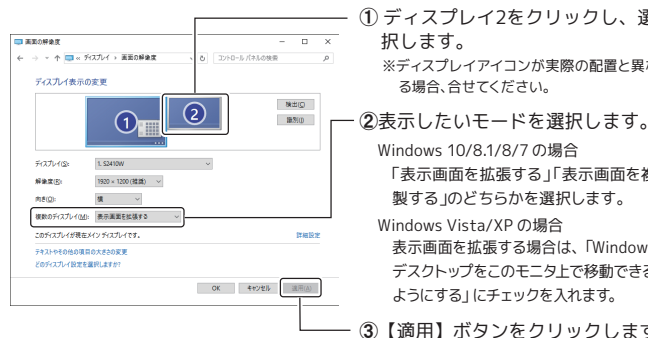 画面の解像度
« ディスプレイ › 画面の解像度
コントロール パネルの検索
ディスプレイ表示の変更
1
2
検出(C)
識別(I)
ディスプレイ(S):
1. S2410W
解像度(R):
1920 × 1200 (推奨)
向き(O):
横
複数のディスプレイ(M):
表示画面を拡張する
このディスプレイが現在メイン ディスプレイです。
詳細設定
テキストやその他の項目の大きさの変更
どのディスプレイ設定を選択しますか?
OK
キャンセル
適用(A)
① ディスプレイ2をクリックし、選
択します。
※ディスプレイアイコンが実際の配置と異な
る場合、合せてください。
②表示したいモードを選択します。
Windows 10/8.1/8/7 の場合
「表示画面を拡張する」「表示画面を複
製する」のどちらかを選択します。
Windows Vista/XP の場合
表示画面を拡張する場合は、「Window
デスクトップをこのモニタ上で移動できる
ようにする」にチェックを入れます。
③【適用】ボタンをクリックします